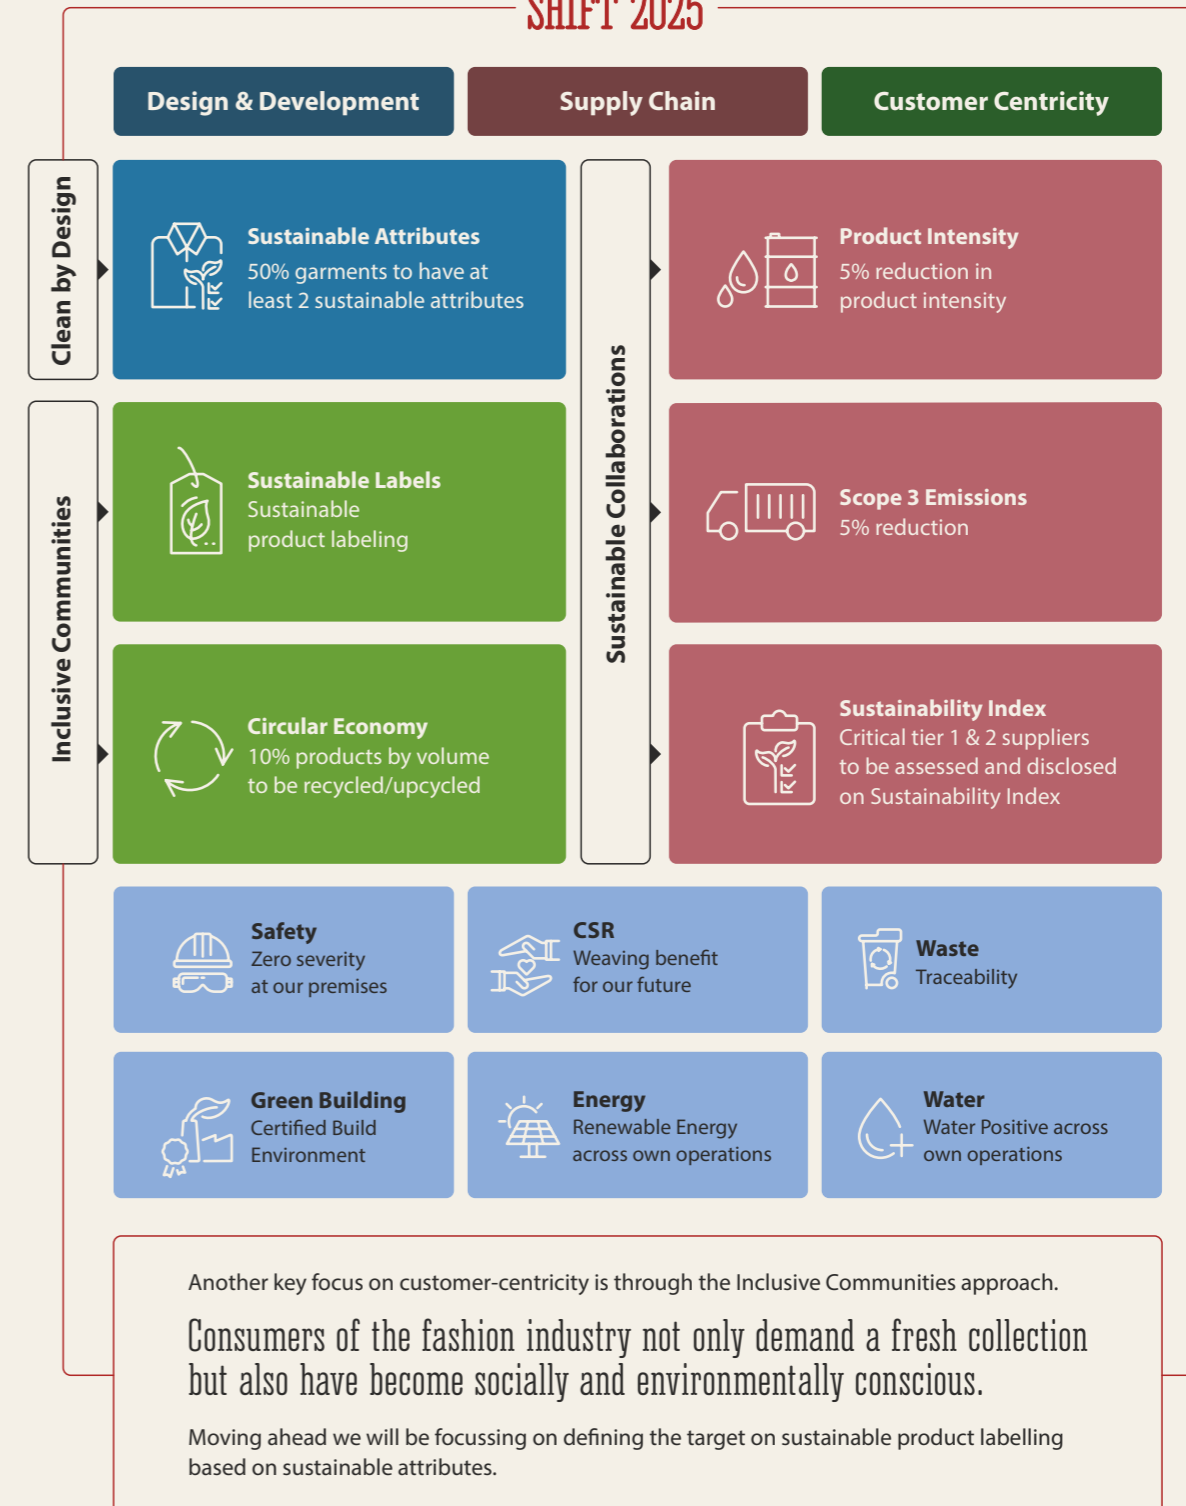 SHIFT 2025
Design & Development
Supply Chain
Customer Centricity
Clean by Design
Sustainable Attributes
50% garments to have at
least 2 sustainable attributes
Inclusive Communities
Sustainable Labels
Sustainable
product labeling
Circular Economy
10% products by volume
to be recycled/upcycled
Sustainable Collaborations
Product Intensity
5% reduction in
product intensity
Scope 3 Emissions
5% reduction
Sustainability Index
Critical tier 1 & 2 suppliers
to be assessed and disclosed
on Sustainability Index
Safety
Zero severity
at our premises
CSR
Weaving benefit
for our future
Waste
Traceability
Green Building
Certified Build
Environment
Energy
Renewable Energy
across own operations
Water
Water Positive across
own operations
Another key focus on customer-centricity is through the Inclusive Communities approach.
Consumers of the fashion industry not only demand a fresh collection
but also have become socially and environmentally conscious.
Moving ahead we will be focussing on defining the target on sustainable product labelling
based on sustainable attributes.